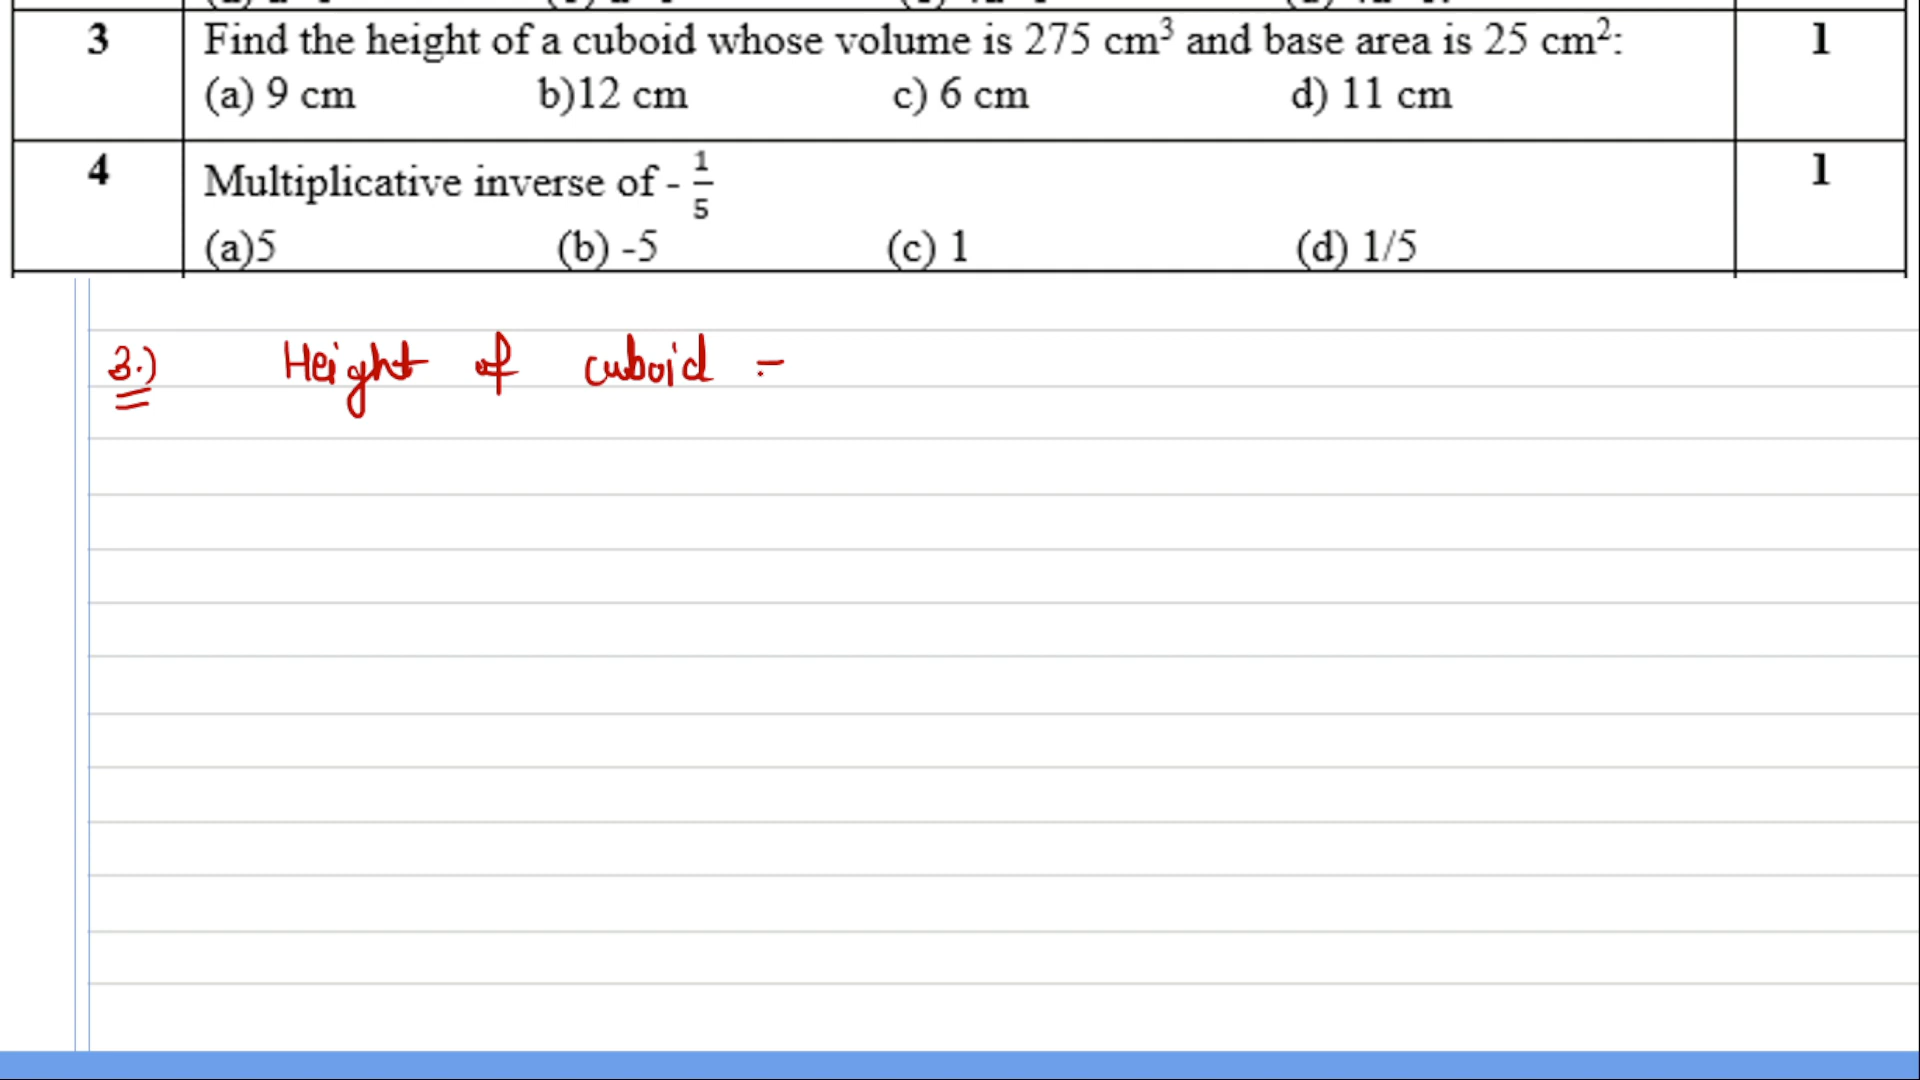 3 Find the height of a cuboid whose volume is 275 cm³ and base area is 25 cm²: 1
(a) 9 cm b)12 cm c) 6 cm d) 11 cm
4 Multiplicative inverse of - 1/5 1
(a)5 (b) -5 (c) 1 (d) 1/5
3.) Height of cuboid =